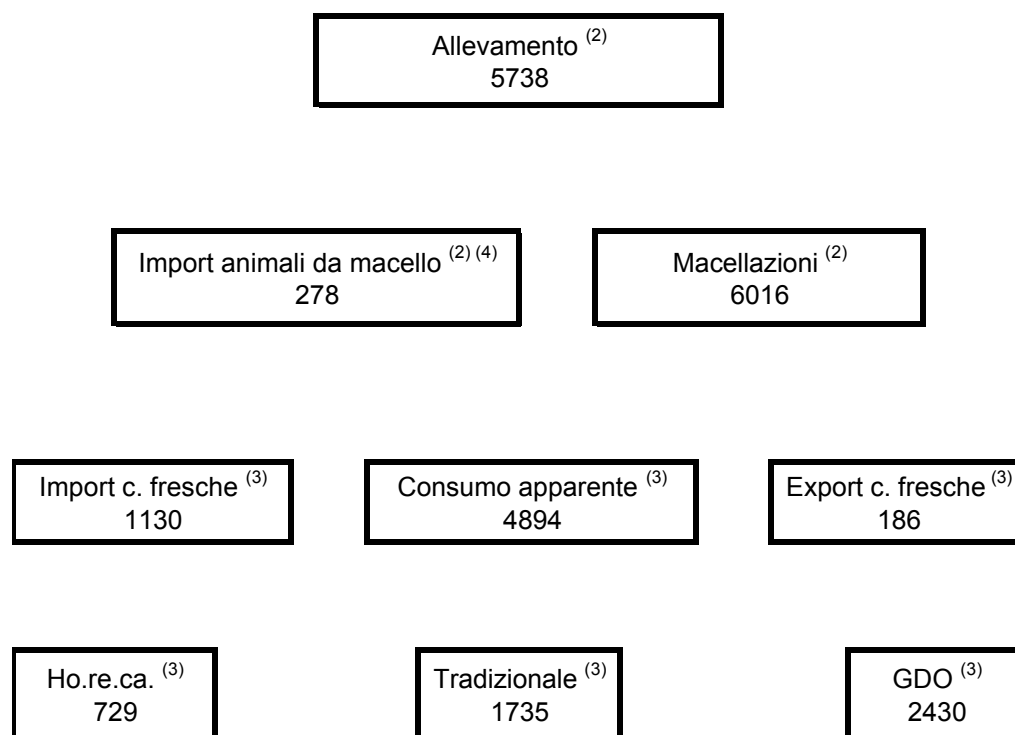 Allevamento (2)
5738
Import animali da macello (2) (4)
278
Macellazioni (2)
6016
Import c. fresche (3)
1130
Consumo apparente (3)
4894
Export c. fresche (3)
186
Ho.re.ca. (3)
729
Tradizionale (3)
1735
GDO (3)
2430